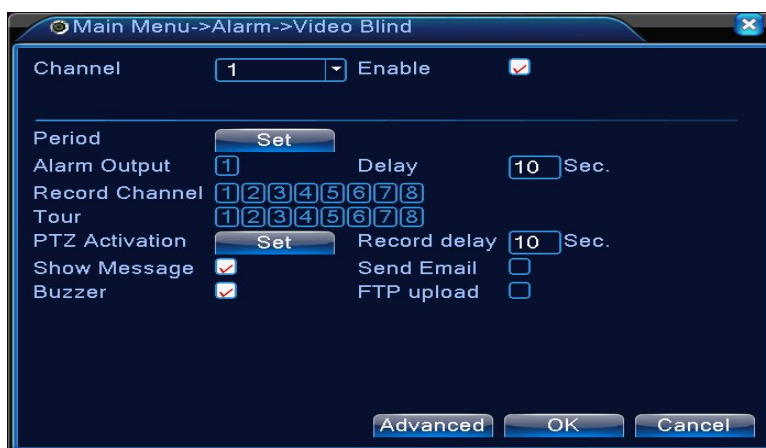 Main Menu->Alarm->Video Blind
Channel 1 Enable
Period Set
Alarm Output 1 Delay 10 Sec.
Record Channel 1 2 3 4 5 6 7 8
Tour 1 2 3 4 5 6 7 8
PTZ Activation Set Record delay 10 Sec.
Show Message Send Email
Buzzer FTP upload
Advanced OK Cancel